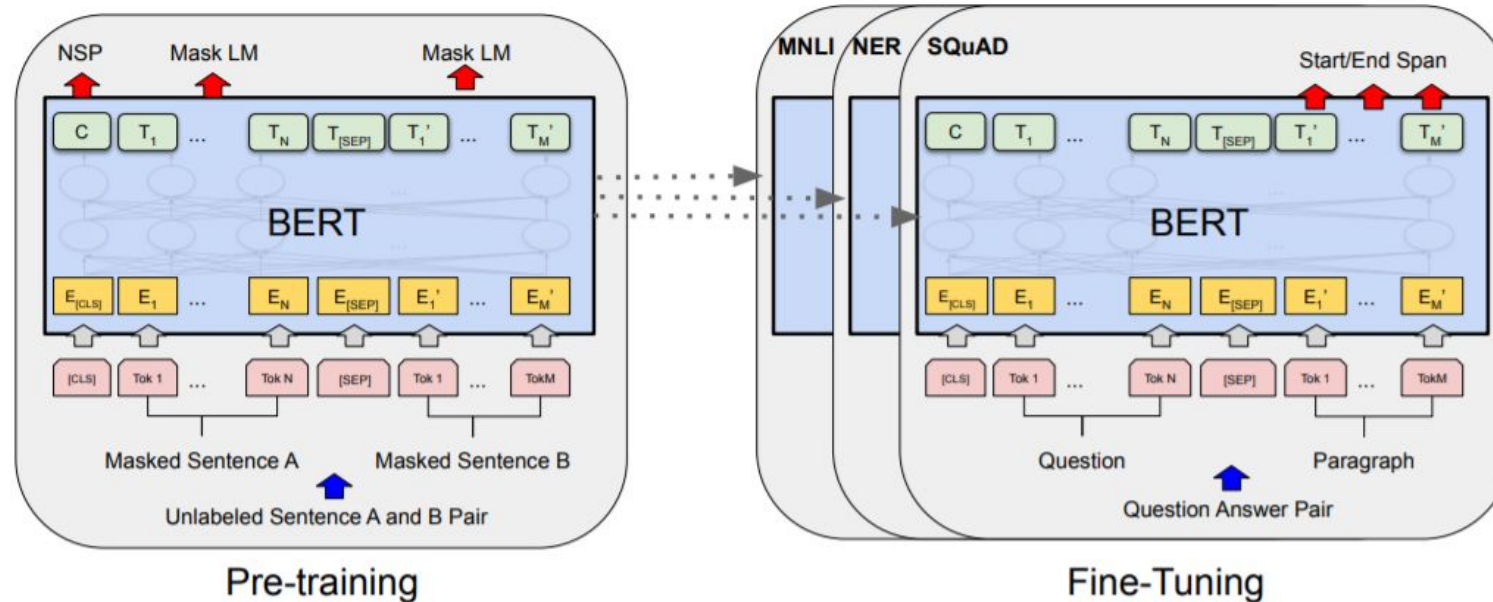 NSP Mask LM Mask LM
C T1 ... TN T[SEP] T1’ ... TM’
BERT
E[CLS] E1 ... EN E[SEP] E1’ ... EM’
[CLS] Tok 1 ... Tok N [SEP] Tok 1 ... TokM
Masked Sentence A Masked Sentence B
Unlabeled Sentence A and B Pair
Pre-training
MNLI NER SQuAD
Start/End Span
C T1 ... TN T[SEP] T1’ ... TM’
BERT
E[CLS] E1 ... EN E[SEP] E1’ ... EM’
[CLS] Tok 1 ... Tok N [SEP] Tok 1 ... TokM
Question Paragraph
Question Answer Pair
Fine-Tuning